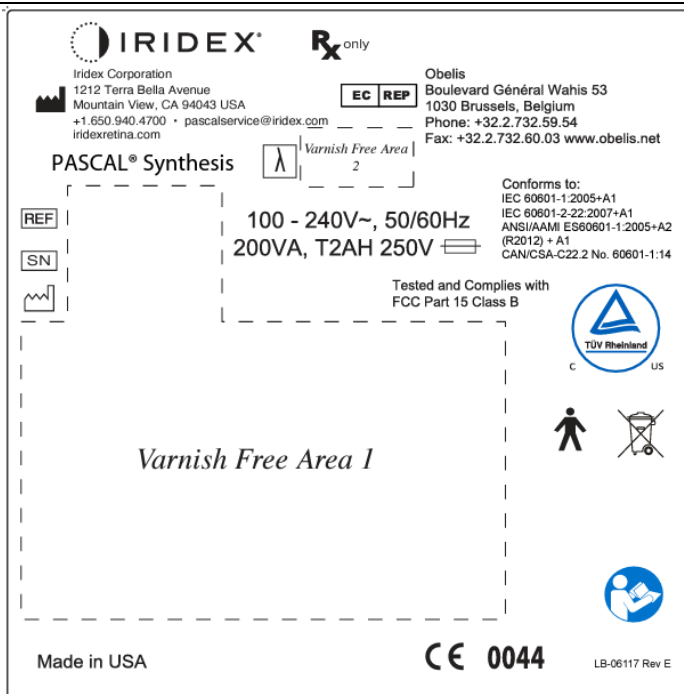 IRIDEX®
Rx only
Iridex Corporation
1212 Terra Bella Avenue
Mountain View, CA 94043 USA
+1.650.940.4700 • pascalservice@iridex.com
iridexretina.com
EC REP
Obelis
Boulevard Général Wahis 53
1030 Brussels, Belgium
Phone: +32.2.732.59.54
Fax: +32.2.732.60.03 www.obelis.net
PASCAL® Synthesis
λ
Varnish Free Area
2
REF
SN
100 - 240V~, 50/60Hz
200VA, T2AH 250V
Conforms to:
IEC 60601-1:2005+A1
IEC 60601-2-22:2007+A1
ANSI/AAMI ES60601-1:2005+A2
(R2012) + A1
CAN/CSA-C22.2 No. 60601-1:14
Tested and Complies with
FCC Part 15 Class B
TÜV Rheinland
C US
Varnish Free Area 1
Made in USA
CE 0044
LB-06117 Rev E